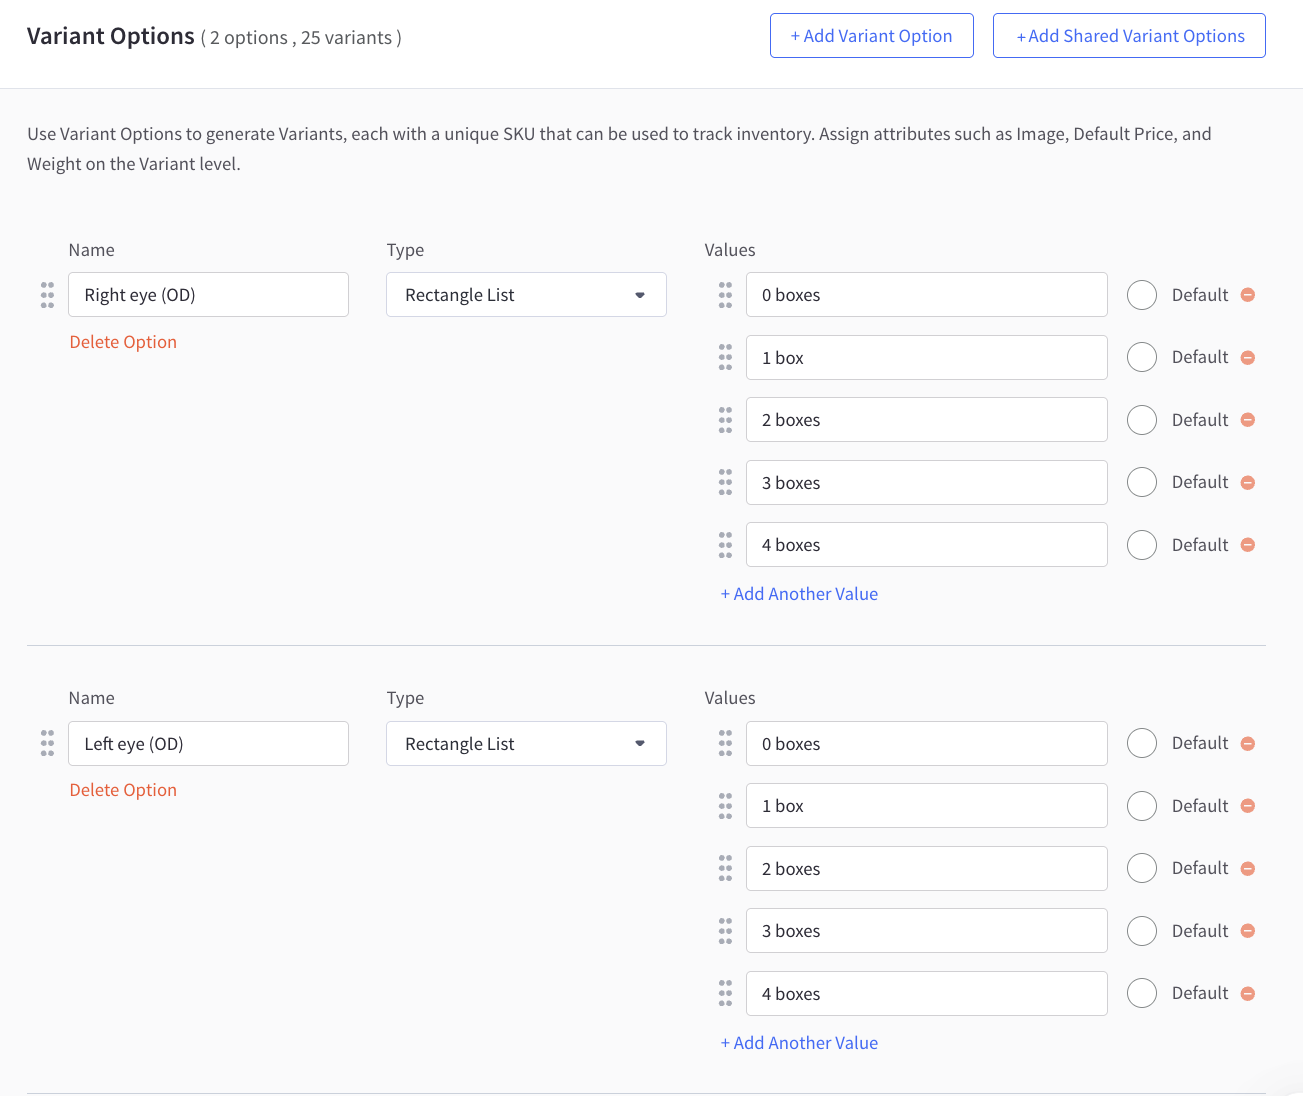 Variant Options ( 2 options , 25 variants )
+ Add Variant Option
+ Add Shared Variant Options
Use Variant Options to generate Variants, each with a unique SKU that can be used to track inventory. Assign attributes such as Image, Default Price, and
Weight on the Variant level.
Name
Type
Values
Right eye (OD)
Rectangle List
0 boxes
Default
Delete Option
1 box
Default
2 boxes
Default
3 boxes
Default
4 boxes
Default
+ Add Another Value
Name
Type
Values
Left eye (OD)
Rectangle List
0 boxes
Default
Delete Option
1 box
Default
2 boxes
Default
3 boxes
Default
4 boxes
Default
+ Add Another Value